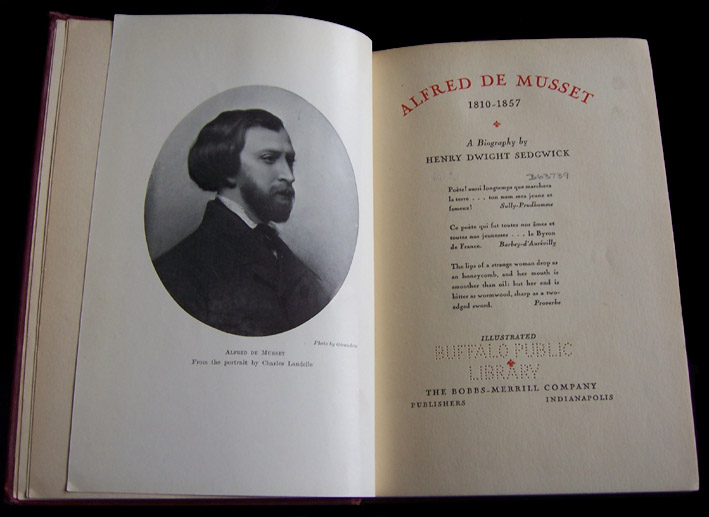 Photo by Giraudon
ALFRED DE MUSSET
From the portrait by Charles Landelle
ALFRED DE MUSSET
1810-1857
A Biography by
HENRY DWIGHT SEDGWICK
Poète! aussi longtemps que marchera
la terre . . . ton nom sera jeune et
fameux! Sully-Prudhomme
Ce poète qui fut toutes nos âmes et
toutes nos jeunesses . . . le Byron
de France. Barbey-d'Aurévilly
The lips of a strange woman drop as
an honeycomb, and her mouth is
smoother than oil: but her end is
bitter as wormwood, sharp as a two-
edged sword. Proverbs
ILLUSTRATED
BUFFALO PUBLIC
LIBRARY
THE BOBBS-MERRILL COMPANY
PUBLISHERS INDIANAPOLIS